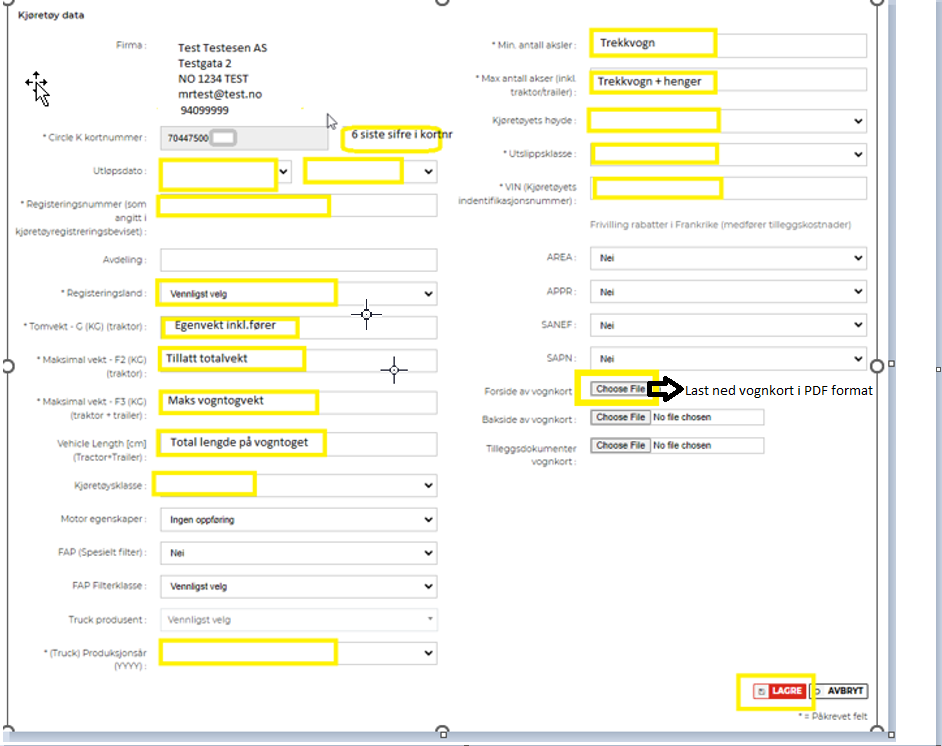 Kjøretøy data
Firma :
Test Testesen AS
Testgata 2
NO 1234 TEST
mrtest@test.no
94099999
* Circle K kortnummer :
70447500
6 siste sifre i kortnr
Utløpsdato :
* Registeringsnummer (som
angitt i
kjøretøyregistreringsbeviset) :
Avdeling :
* Registeringsland :
Vennligst velg
* Tomvekt - G (KG) (traktor) :
Egenvekt inkl.fører
* Maksimal vekt - F2 (KG)
(traktor) :
Tillatt totalvekt
* Maksimal vekt - F3 (KG)
(traktor + trailer) :
Maks vogntogvekt
Vehicle Length [cm]
(Tractor+Trailer) :
Total lengde på vogntoget
Kjøretøysklasse :
Motor egenskaper :
Ingen oppføring
FAP (Spesielt filter) :
Nei
FAP Filterklasse :
Vennligst velg
Truck produsent :
Vennligst velg
* (Truck) Produksjonsår
(YYYY) :
* Min. antall aksler :
Trekkvogn
* Max antall akser (inkl.
traktor/trailer) :
Trekkvogn + henger
Kjøretøyets høyde :
* Utslippsklasse :
* VIN (Kjøretøyets
indentifikasjonsnummer) :
Frivilling rabatter i Frankrike (medfører tilleggskostnader)
AREA :
Nei
APPR :
Nei
SANEF :
Nei
SAPN :
Nei
Forside av vognkort
Choose File
Last ned vognkort i PDF format
Bakside av vognkort :
Choose File No file chosen
Tilleggsdokumenter
vognkort :
Choose File No file chosen
LAGRE
AVBRYT
* = Påkrevet felt